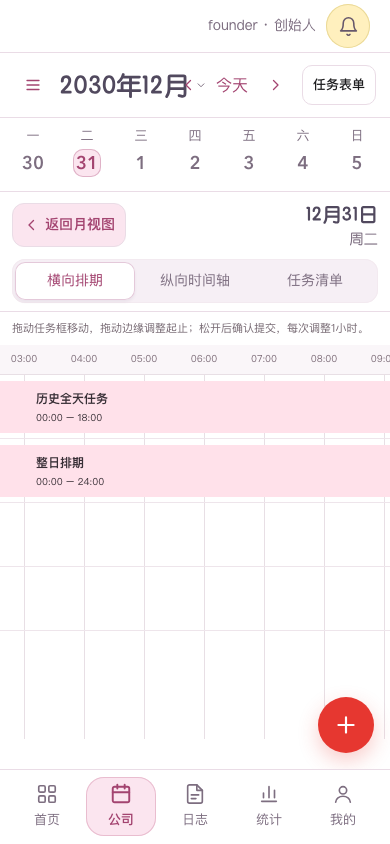 founder · 创始人
2030年12月
今天
任务表单
一 二 三 四 五 六 日
30 31 1 2 3 4 5
返回月视图
12月31日
周二
横向排期 纵向时间轴 任务清单
拖动任务框移动，拖动边缘调整起止；松开后确认提交，每次调整1小时。
03:00 04:00 05:00 06:00 07:00 08:00 09:0
历史全天任务
00:00 — 18:00
整日排期
00:00 — 24:00
首页 公司 日志 统计 我的